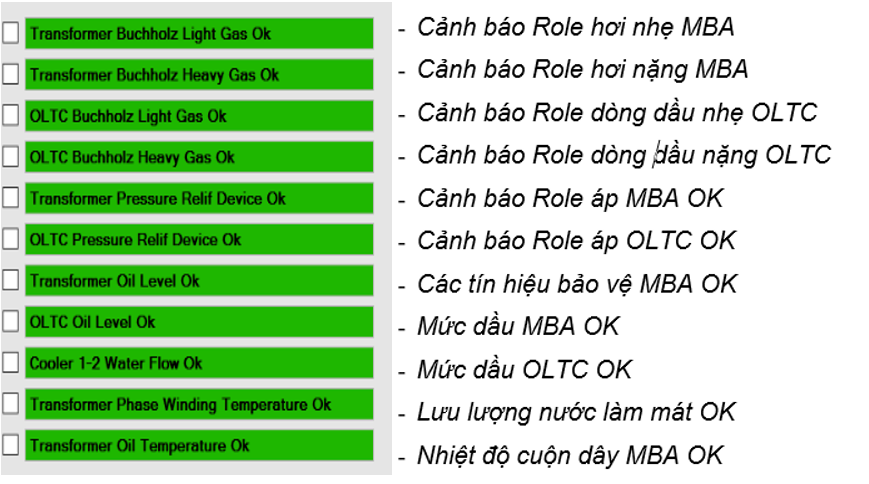 Transformer Buchholz Light Gas Ok
- Cảnh báo Role hơi nhẹ MBA
Transformer Buchholz Heavy Gas Ok
- Cảnh báo Role hơi nặng MBA
OLTC Buchholz Light Gas Ok
- Cảnh báo Role dòng dầu nhẹ OLTC
OLTC Buchholz Heavy Gas Ok
- Cảnh báo Role dòng dầu nặng OLTC
Transformer Pressure Relif Device Ok
- Cảnh báo Role áp MBA OK
OLTC Pressure Relif Device Ok
- Cảnh báo Role áp OLTC OK
Transformer Oil Level Ok
- Các tín hiệu bảo vệ MBA OK
OLTC Oil Level Ok
- Mức dầu MBA OK
Cooler 1-2 Water Flow Ok
- Mức dầu OLTC OK
Transformer Phase Winding Temperature Ok
- Lưu lượng nước làm mát OK
Transformer Oil Temperature Ok
- Nhiệt độ cuộn dây MBA OK